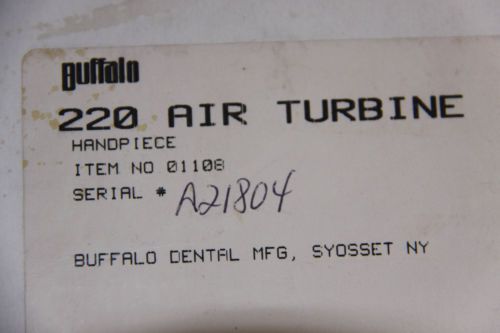 Buffalo
220 AIR TURBINE
HANDPIECE
ITEM NO 01108
SERIAL # A21804
BUFFALO DENTAL MFG, SYOSSET NY